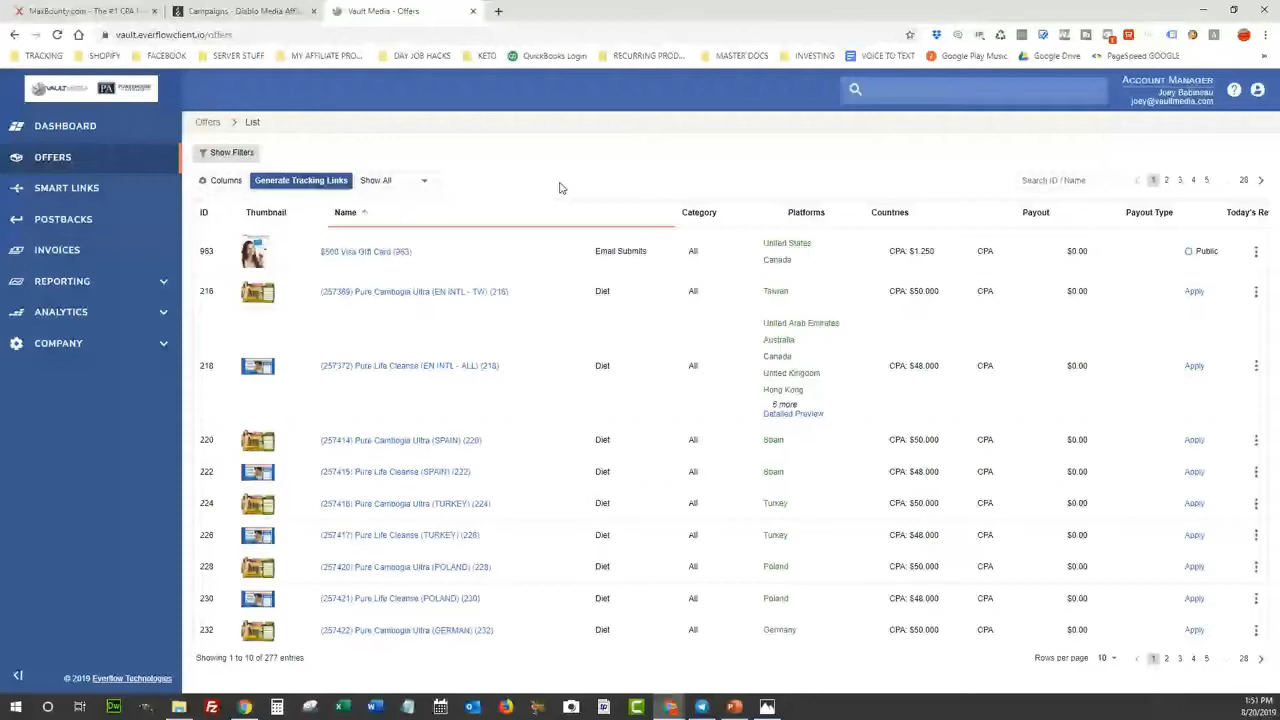 MaxBounty.com - The #1 CPA
Campaigns - Diablo Media Affili
Vault Media - Offers
vault.everflowclient.io/offers
TRACKING SHOPIFY FACEBOOK SERVER STUFF MY AFFILIATE PRO... DAY JOB HACKS KETO QuickBooks Login RECURRING PROD... MASTER DOCS INVESTING VOICE TO TEXT Google Play Music Google Drive PageSpeed GOOGLE
VAULT MEDIA PA
ACCOUNT MANAGER
Joey Babineau
joey@vaultmedia.com
DASHBOARD
OFFERS
SMART LINKS
POSTBACKS
INVOICES
REPORTING
ANALYTICS
COMPANY
© 2019 Everflow Technologies
Offers > List
Show Filters
Columns Generate Tracking Links Show All Search ID / Name 1 2 3 4 5 ... 28
ID Thumbnail Name Category Platforms Countries Payout Payout Type Today's Re
963 $500 Visa Gift Card (963) Email Submits All United States CPA: $1.250 CPA $0.00 Public
Canada
216 (257369) Pure Cambogia Ultra (EN INTL - TW) (216) Diet All Taiwan CPA: $50.000 CPA $0.00 Apply
United Arab Emirates
Australia
Canada
218 (257372) Pure Life Cleanse (EN INTL - ALL) (218) Diet All CPA: $48.000 CPA $0.00 Apply
United Kingdom
Hong Kong
6 more
Detailed Preview
220 (257414) Pure Cambogia Ultra (SPAIN) (220) Diet All Spain CPA: $50.000 CPA $0.00 Apply
222 (257415) Pure Life Cleanse (SPAIN) (222) Diet All Spain CPA: $48.000 CPA $0.00 Apply
224 (257416) Pure Cambogia Ultra (TURKEY) (224) Diet All Turkey CPA: $50.000 CPA $0.00 Apply
226 (257417) Pure Life Cleanse (TURKEY) (226) Diet All Turkey CPA: $48.000 CPA $0.00 Apply
228 (257420) Pure Cambogia Ultra (POLAND) (228) Diet All Poland CPA: $50.000 CPA $0.00 Apply
230 (257421) Pure Life Cleanse (POLAND) (230) Diet All Poland CPA: $48.000 CPA $0.00 Apply
232 (257422) Pure Cambogia Ultra (GERMAN) (232) Diet All Germany CPA: $50.000 CPA $0.00 Apply
Showing 1 to 10 of 277 entries Rows per page 10 1 2 3 4 5 ... 28
1:51 PM
8/20/2019